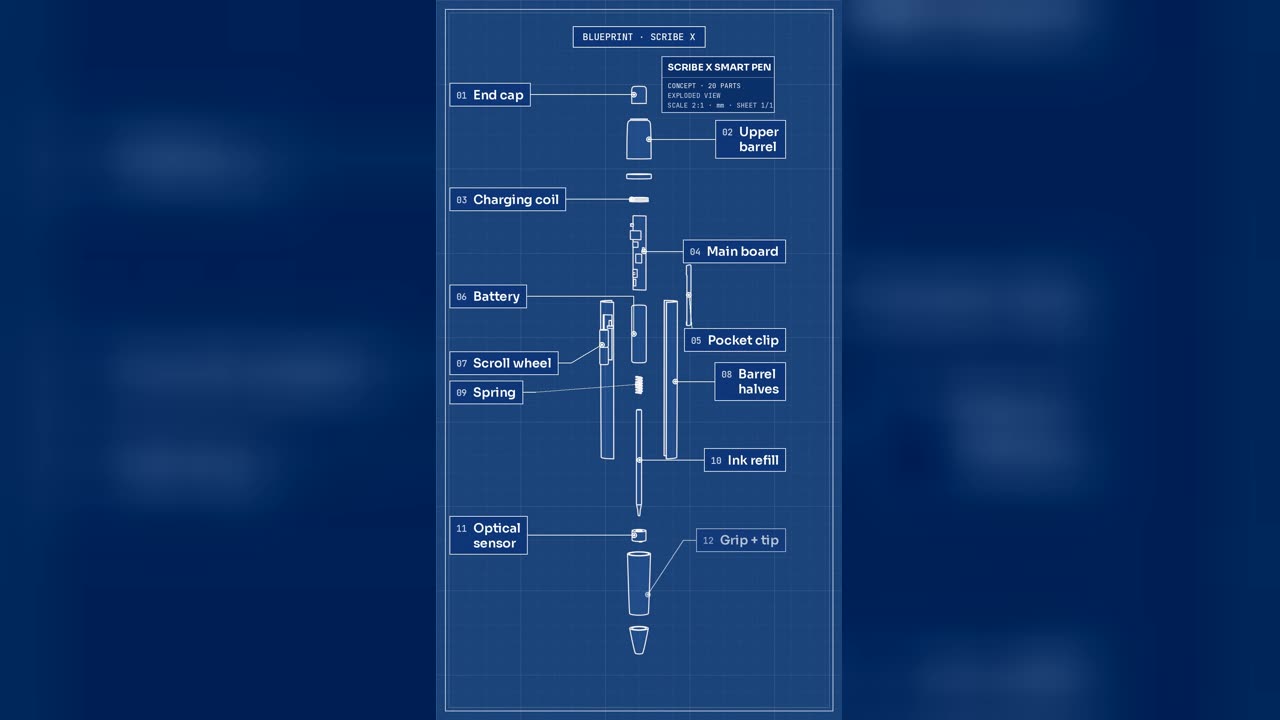 BLUEPRINT · SCRIBE X
SCRIBE X SMART PEN
CONCEPT · 20 PARTS
EXPLODED VIEW
SCALE 2:1 · mm · SHEET 1/1
01 End cap
02 Upper
barrel
03 Charging coil
04 Main board
06 Battery
05 Pocket clip
07 Scroll wheel
08 Barrel
halves
09 Spring
10 Ink refill
11 Optical
sensor
12 Grip + tip